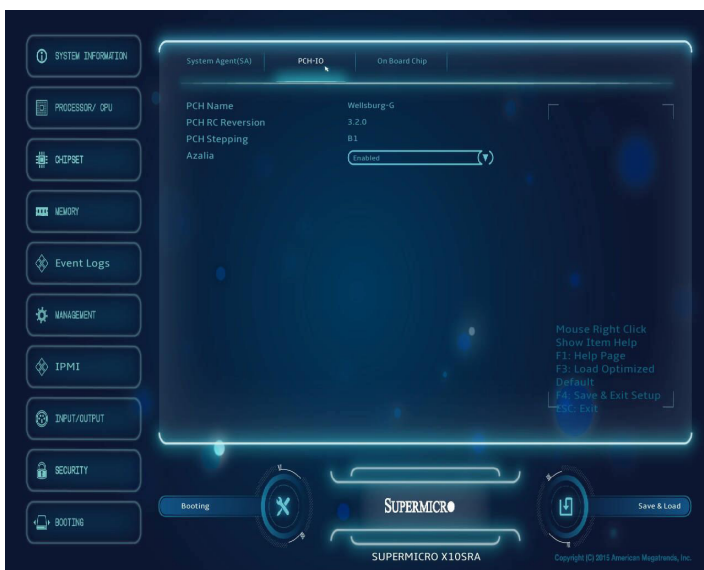 SYSTEM INFORMATION
PROCESSOR/ CPU
CHIPSET
MEMORY
Event Logs
MANAGEMENT
IPMI
INPUT/OUTPUT
SECURITY
BOOTING
System Agent(SA) PCH-IO On Board Chip
PCH Name Wellsburg-G
PCH RC Reversion 3.2.0
PCH Stepping B1
Azalia Enabled
Mouse Right Click
Show Item Help
F1: Help Page
F3: Load Optimized
Default
F4: Save & Exit Setup
ESC: Exit
Booting
SUPERMICRO
Save & Load
SUPERMICRO X10SRA
Copyright (C) 2015 American Megatrends, Inc.